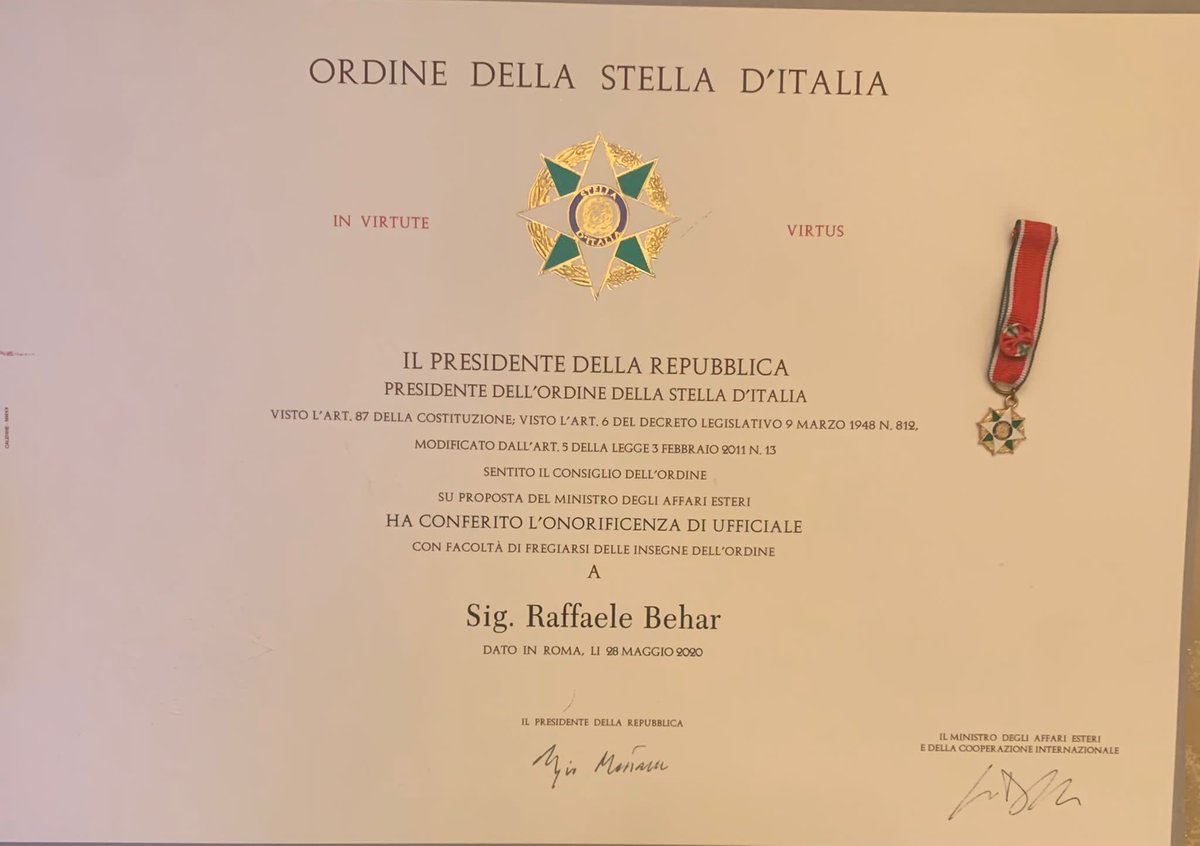 ORDINE DELLA STELLA D'ITALIA
STELLA
D'ITALIA
IN VIRTUTE
VIRTUS
IL PRESIDENTE DELLA REPUBBLICA
PRESIDENTE DELL'ORDINE DELLA STELLA D'ITALIA
VISTO L'ART. 87 DELLA COSTITUZIONE; VISTO L'ART. 6 DEL DECRETO LEGISLATIVO 9 MARZO 1948 N. 812,
MODIFICATO DALL'ART. 5 DELLA LEGGE 3 FEBBRAIO 2011 N. 13
SENTITO IL CONSIGLIO DELL'ORDINE
SU PROPOSTA DEL MINISTRO DEGLI AFFARI ESTERI
HA CONFERITO L'ONORIFICENZA DI UFFICIALE
CON FACOLTÀ DI FREGIARSI DELLE INSEGNE DELL'ORDINE
A
Sig. Raffaele Behar
DATO IN ROMA, LI 28 MAGGIO 2020
IL PRESIDENTE DELLA REPUBBLICA
IL MINISTRO DEGLI AFFARI ESTERI
E DELLA COOPERAZIONE INTERNAZIONALE